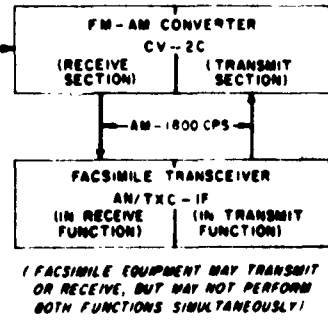 FM-AM CONVERTER
CV-2C
(RECEIVE SECTION) (TRANSMIT SECTION)
AM-1800 CPS
FACSIMILE TRANSCEIVER
AN/TXC-1F
(IN RECEIVE FUNCTION) (IN TRANSMIT FUNCTION)
(FACSIMILE EQUIPMENT MAY TRANSMIT
OR RECEIVE, BUT MAY NOT PERFORM
BOTH FUNCTIONS SIMULTANEOUSLY)